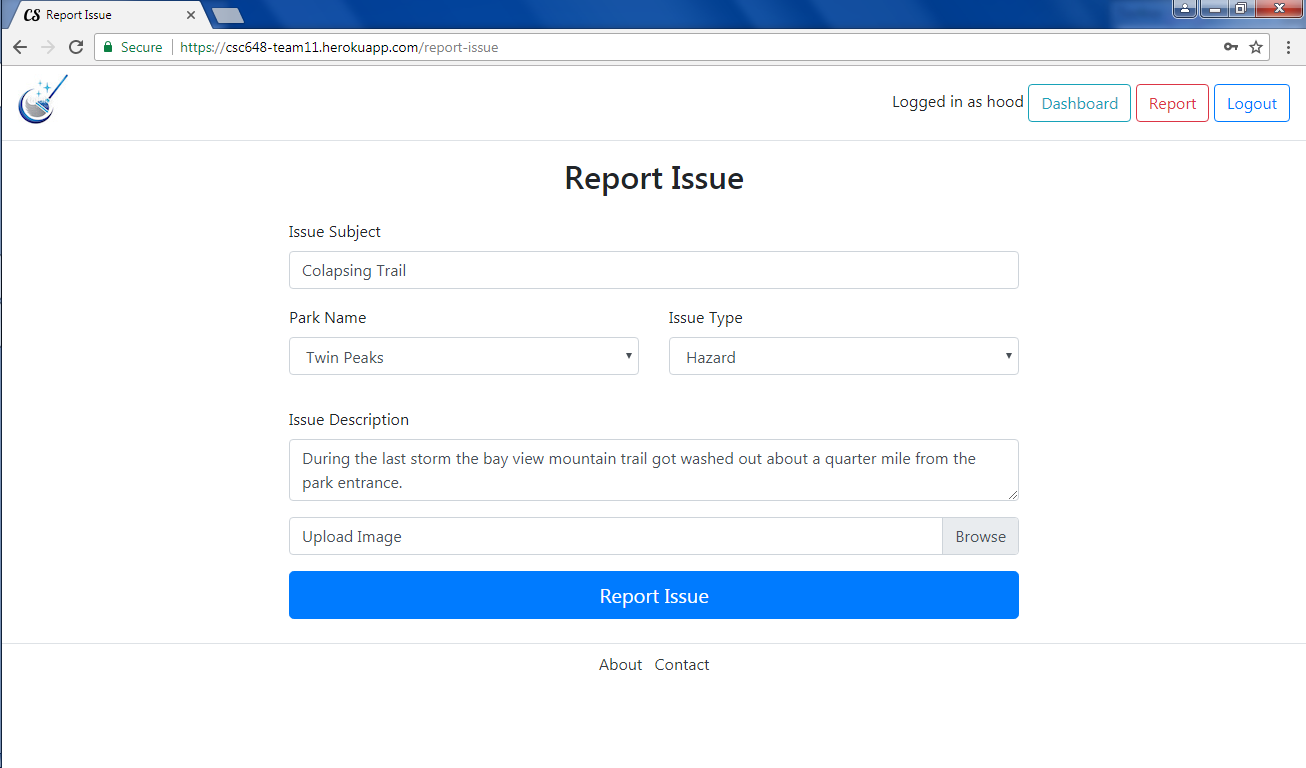 CS Report Issue
Secure https://csc648-team11.herokuapp.com/report-issue
Logged in as hood Dashboard Report Logout
Report Issue
Issue Subject
Colapsing Trail
Park Name Issue Type
Twin Peaks Hazard
Issue Description
During the last storm the bay view mountain trail got washed out about a quarter mile from the
park entrance.
Upload Image Browse
Report Issue
About Contact